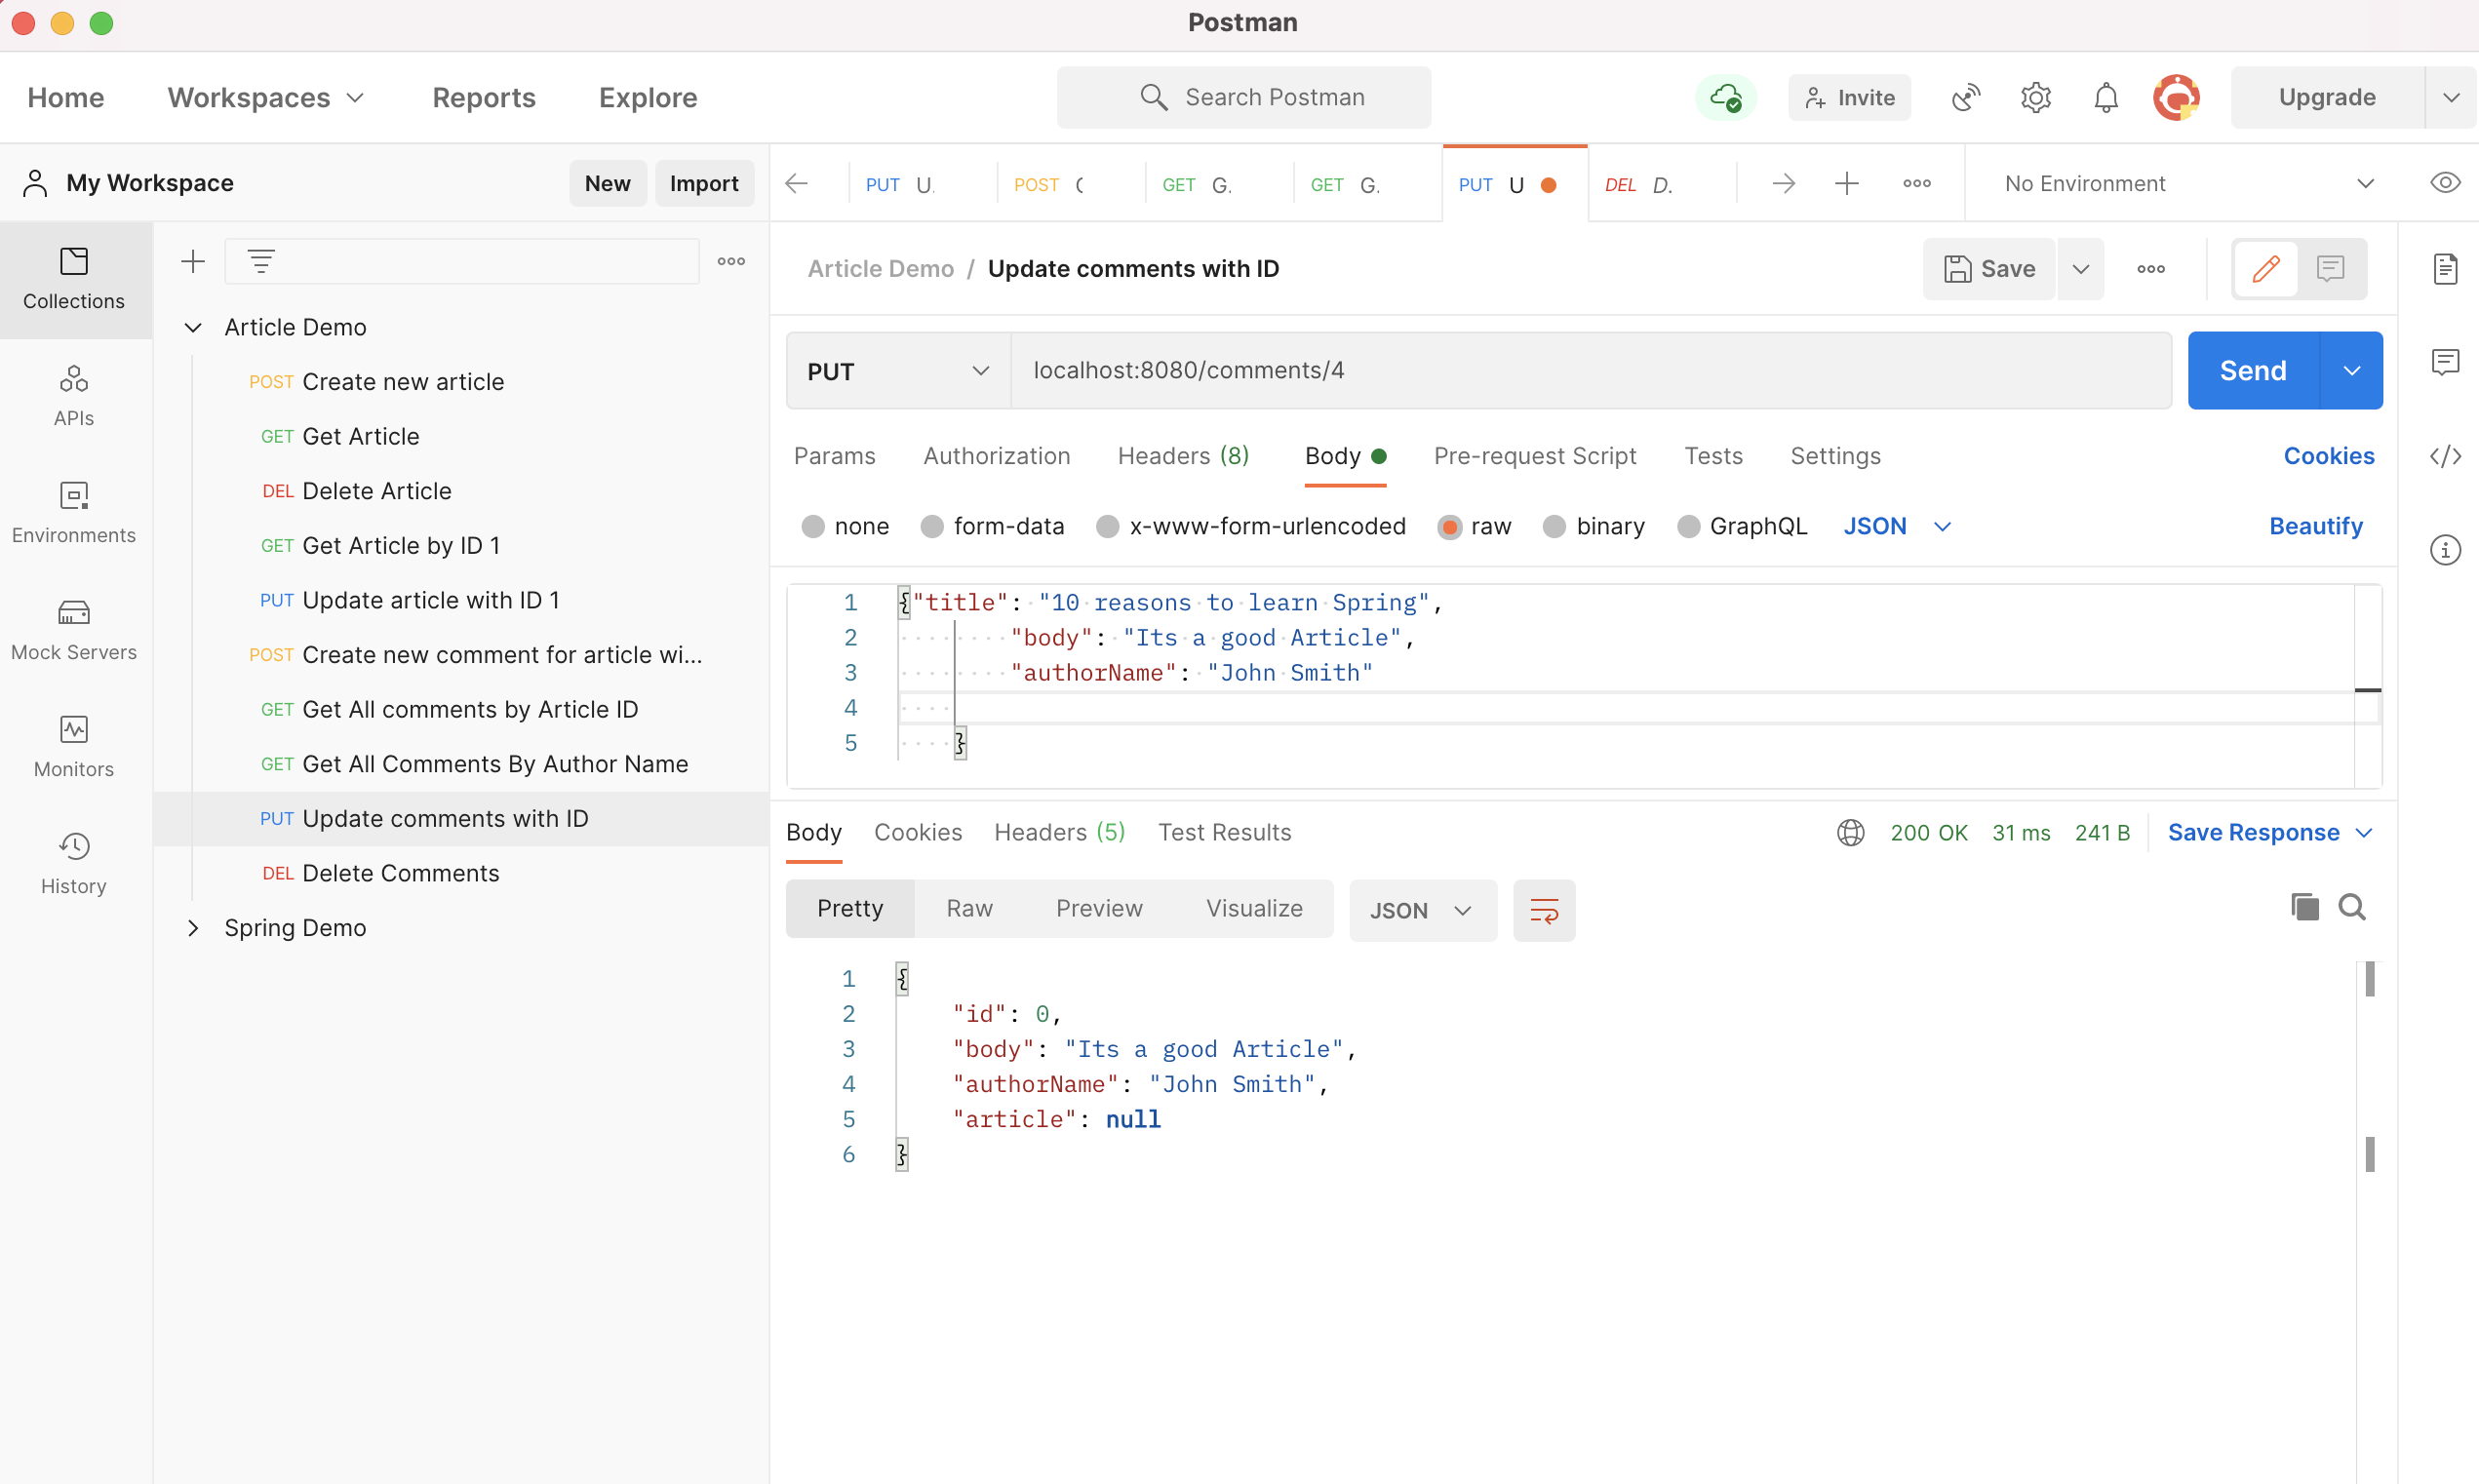 Postman
Home Workspaces Reports Explore Search Postman Invite Upgrade
My Workspace New Import
PUT U. POST GET G. GET G. PUT U DEL D. No Environment
Collections
APIs
Environments
Mock Servers
Monitors
History
Article Demo
POST Create new article
GET Get Article
DEL Delete Article
GET Get Article by ID 1
PUT Update article with ID 1
POST Create new comment for article wi...
GET Get All comments by Article ID
GET Get All Comments By Author Name
PUT Update comments with ID
DEL Delete Comments
Spring Demo
Article Demo / Update comments with ID Save
PUT localhost:8080/comments/4 Send
Params Authorization Headers (8) Body Pre-request Script Tests Settings Cookies
none form-data x-www-form-urlencoded raw binary GraphQL JSON Beautify
1 {"title": "10 reasons to learn Spring",
2 "body": "Its a good Article",
3 "authorName": "John Smith"
4
5 }
Body Cookies Headers (5) Test Results 200 OK 31 ms 241 B Save Response
Pretty Raw Preview Visualize JSON
1 {
2 "id": 0,
3 "body": "Its a good Article",
4 "authorName": "John Smith",
5 "article": null
6 }